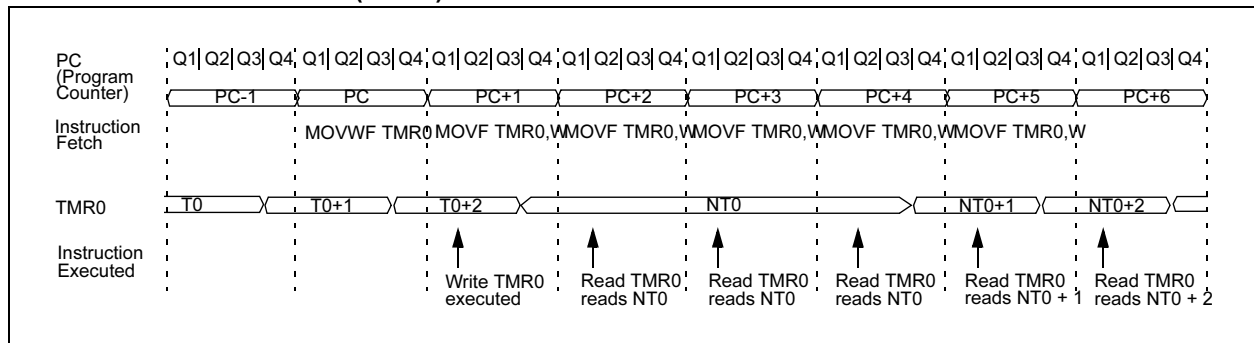 PC Q1 Q2 Q3 Q4 Q1 Q2 Q3 Q4 Q1 Q2 Q3 Q4 Q1 Q2 Q3 Q4 Q1 Q2 Q3 Q4 Q1 Q2 Q3 Q4 Q1 Q2 Q3 Q4 Q1 Q2 Q3 Q4
(Program
Counter) PC-1 PC PC+1 PC+2 PC+3 PC+4 PC+5 PC+6
Instruction
Fetch MOVWF TMR0 MOVF TMR0,W MOVF TMR0,W MOVF TMR0,W MOVF TMR0,W MOVF TMR0,W
TMR0 T0 T0+1 T0+2 NT0 NT0+1 NT0+2
Instruction
Executed
Write TMR0 Read TMR0 Read TMR0 Read TMR0 Read TMR0 Read TMR0
executed reads NT0 reads NT0 reads NT0 reads NT0 + 1 reads NT0 + 2